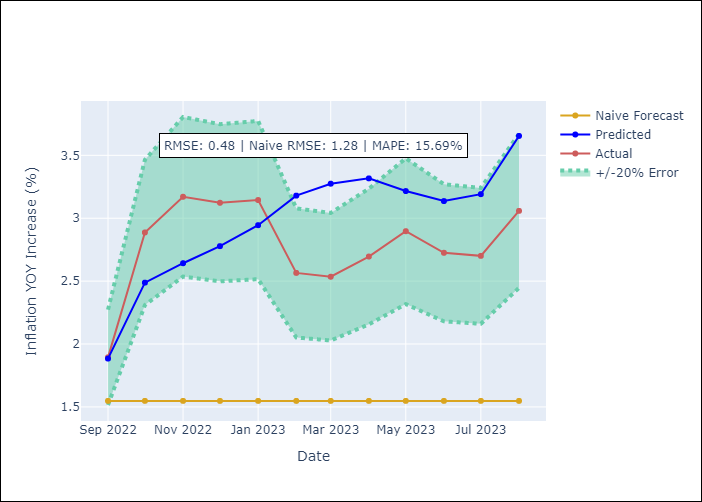 RMSE: 0.48 | Naive RMSE: 1.28 | MAPE: 15.69%
Naive Forecast
Predicted
Actual
+/-20% Error
Inflation YOY Increase (%)
3.5
3
2.5
2
1.5
Sep 2022
Nov 2022
Jan 2023
Mar 2023
May 2023
Jul 2023
Date